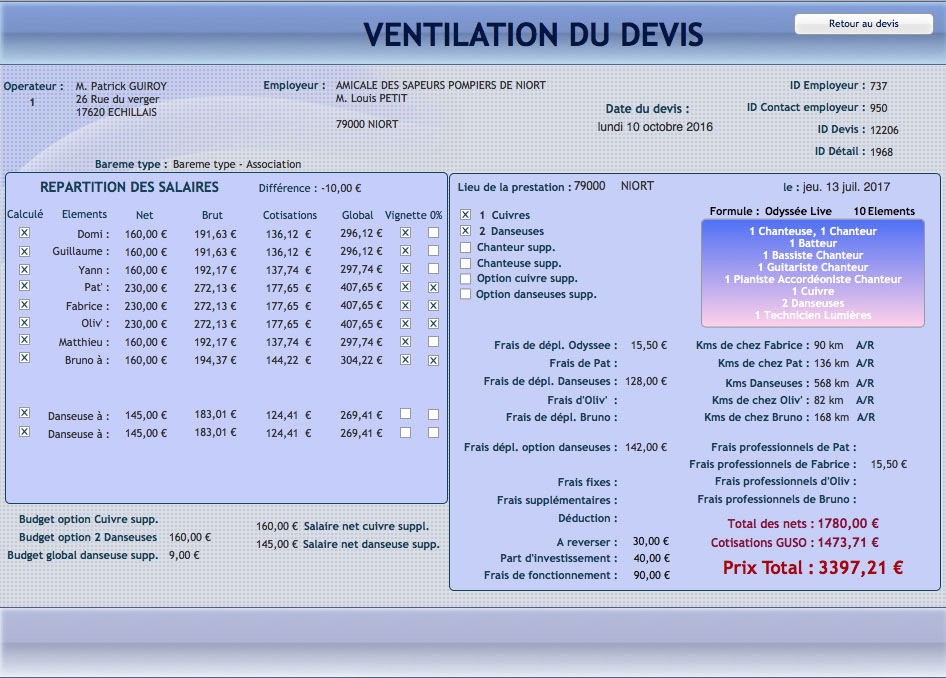 VENTILATION DU DEVIS
Retour au devis
Operateur :
1
M. Patrick GUIROY
26 Rue du verger
17620 ECHILLAIS
Employeur :
AMICALE DES SAPEURS POMPIERS DE NIORT
M. Louis PETIT
79000 NIORT
Date du devis :
lundi 10 octobre 2016
ID Employeur : 737
ID Contact employeur : 950
ID Devis : 12206
ID Détail : 1968
Bareme type : Bareme type - Association
REPARTITION DES SALAIRES Différence : -10,00 €
Calculé Elements Net Brut Cotisations Global Vignette 0%
Domi : 160,00 € 191,63 € 136,12 € 296,12 €
Guillaume : 160,00 € 191,63 € 136,12 € 296,12 €
Yann : 160,00 € 192,17 € 137,74 € 297,74 €
Pat' : 230,00 € 272,13 € 177,65 € 407,65 €
Fabrice : 230,00 € 272,13 € 177,65 € 407,65 €
Oliv' : 230,00 € 272,13 € 177,65 € 407,65 €
Matthieu : 160,00 € 192,17 € 137,74 € 297,74 €
Bruno à : 160,00 € 194,37 € 144,22 € 304,22 €
Danseuse à : 145,00 € 183,01 € 124,41 € 269,41 €
Danseuse à : 145,00 € 183,01 € 124,41 € 269,41 €
Budget option Cuivre supp.
Budget option 2 Danseuses 160,00 €
Budget global danseuse supp. 9,00 €
160,00 € Salaire net cuivre suppl.
145,00 € Salaire net danseuse supp.
Lieu de la prestation : 79000 NIORT le : jeu. 13 juil. 2017
1 Cuivres
2 Danseuses
Chanteur supp.
Chanteuse supp.
Option cuivre supp.
Option danseuses supp.
Formule : Odyssée Live 10 Elements
1 Chanteuse, 1 Chanteur
1 Batteur
1 Bassiste Chanteur
1 Guitariste Chanteur
1 Pianiste Accordéoniste Chanteur
1 Cuivre
2 Danseuses
1 Technicien Lumières
Frais de dépl. Odyssee : 15,50 € Kms de chez Fabrice : 90 km A/R
Frais de Pat : Kms de chez Pat : 136 km A/R
Frais de dépl. Danseuses : 128,00 € Kms Danseuses : 568 km A/R
Frais d'Oliv' : Kms de chez Oliv' : 82 km A/R
Frais de dépl. Bruno : Kms de chez Bruno : 168 km A/R
Frais dépl. option danseuses : 142,00 € Frais professionnels de Pat :
Frais professionnels de Fabrice : 15,50 €
Frais fixes : Frais professionnels d'Oliv :
Frais supplémentaires : Frais professionnels de Bruno :
Déduction : Total des nets : 1780,00 €
A reverser : 30,00 € Cotisations GUSO : 1473,71 €
Part d'investissement : 40,00 € Prix Total : 3397,21 €
Frais de fonctionnement : 90,00 €